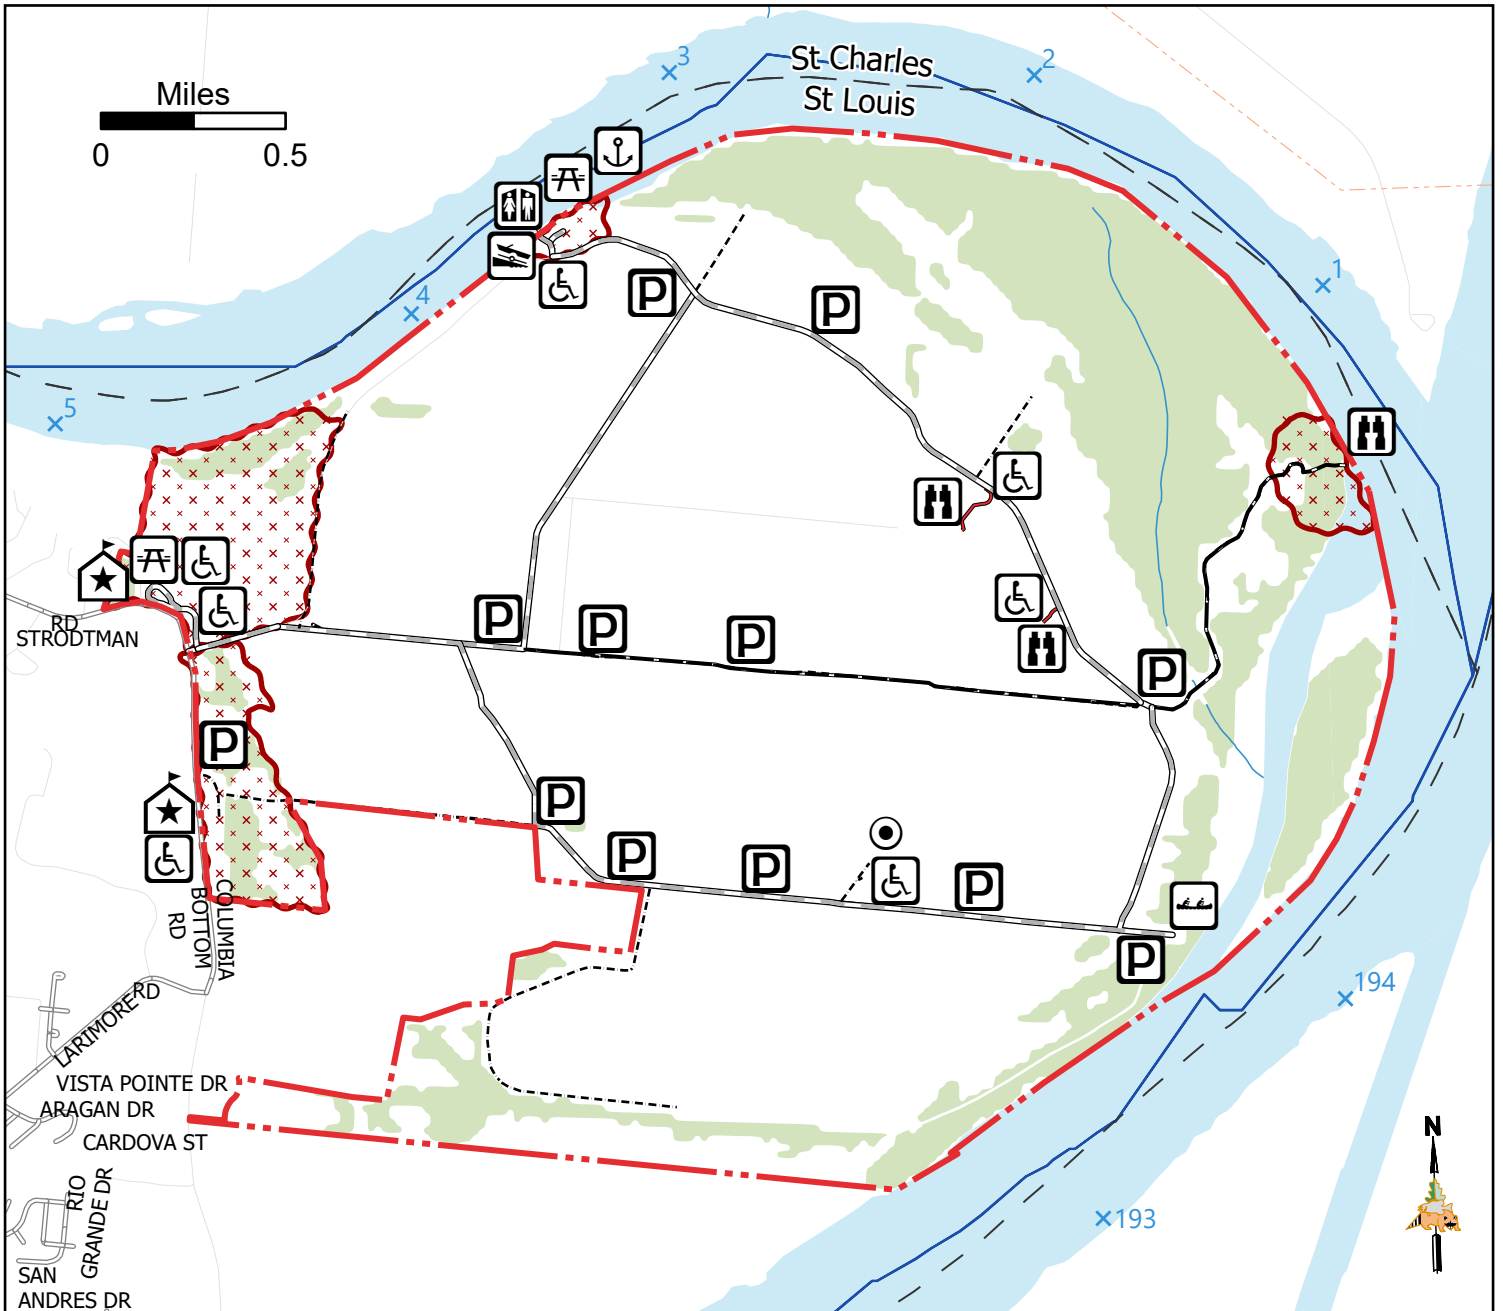 3
St Charles
2
Miles
St Louis
0 0.5
1
4
P
P
5
RD
STRODTMAN
P
P
P
P
P
P
P
P
P
COLUMBIA
BOTTOM
RD
P
194
RD
LARIMORE
VISTA POINTE DR
ARAGAN DR
N
CARDOVA ST
RIO
GRANDE DR
193
SAN
ANDRES DR